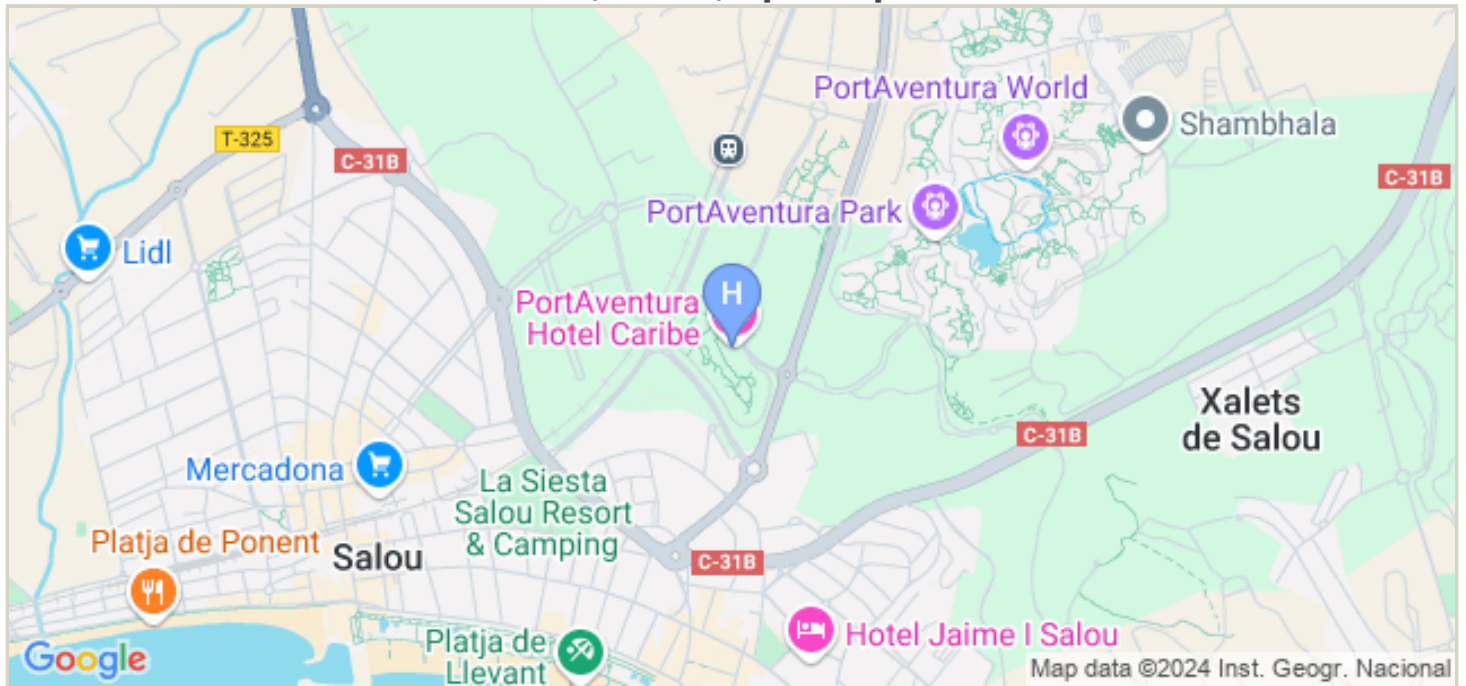 PortAventura World
Shambhala
T-325
C-31B
C-31B
PortAventura Park
Lidl
H
PortAventura
Hotel Caribe
Xalets
de Salou
C-31B
Mercadona
La Siesta
Salou Resort
& Camping
Platja de Ponent
Salou
C-31B
Hotel Jaime I Salou
Platja de
Llevant
Google
Map data ©2024 Inst. Geogr. Nacional